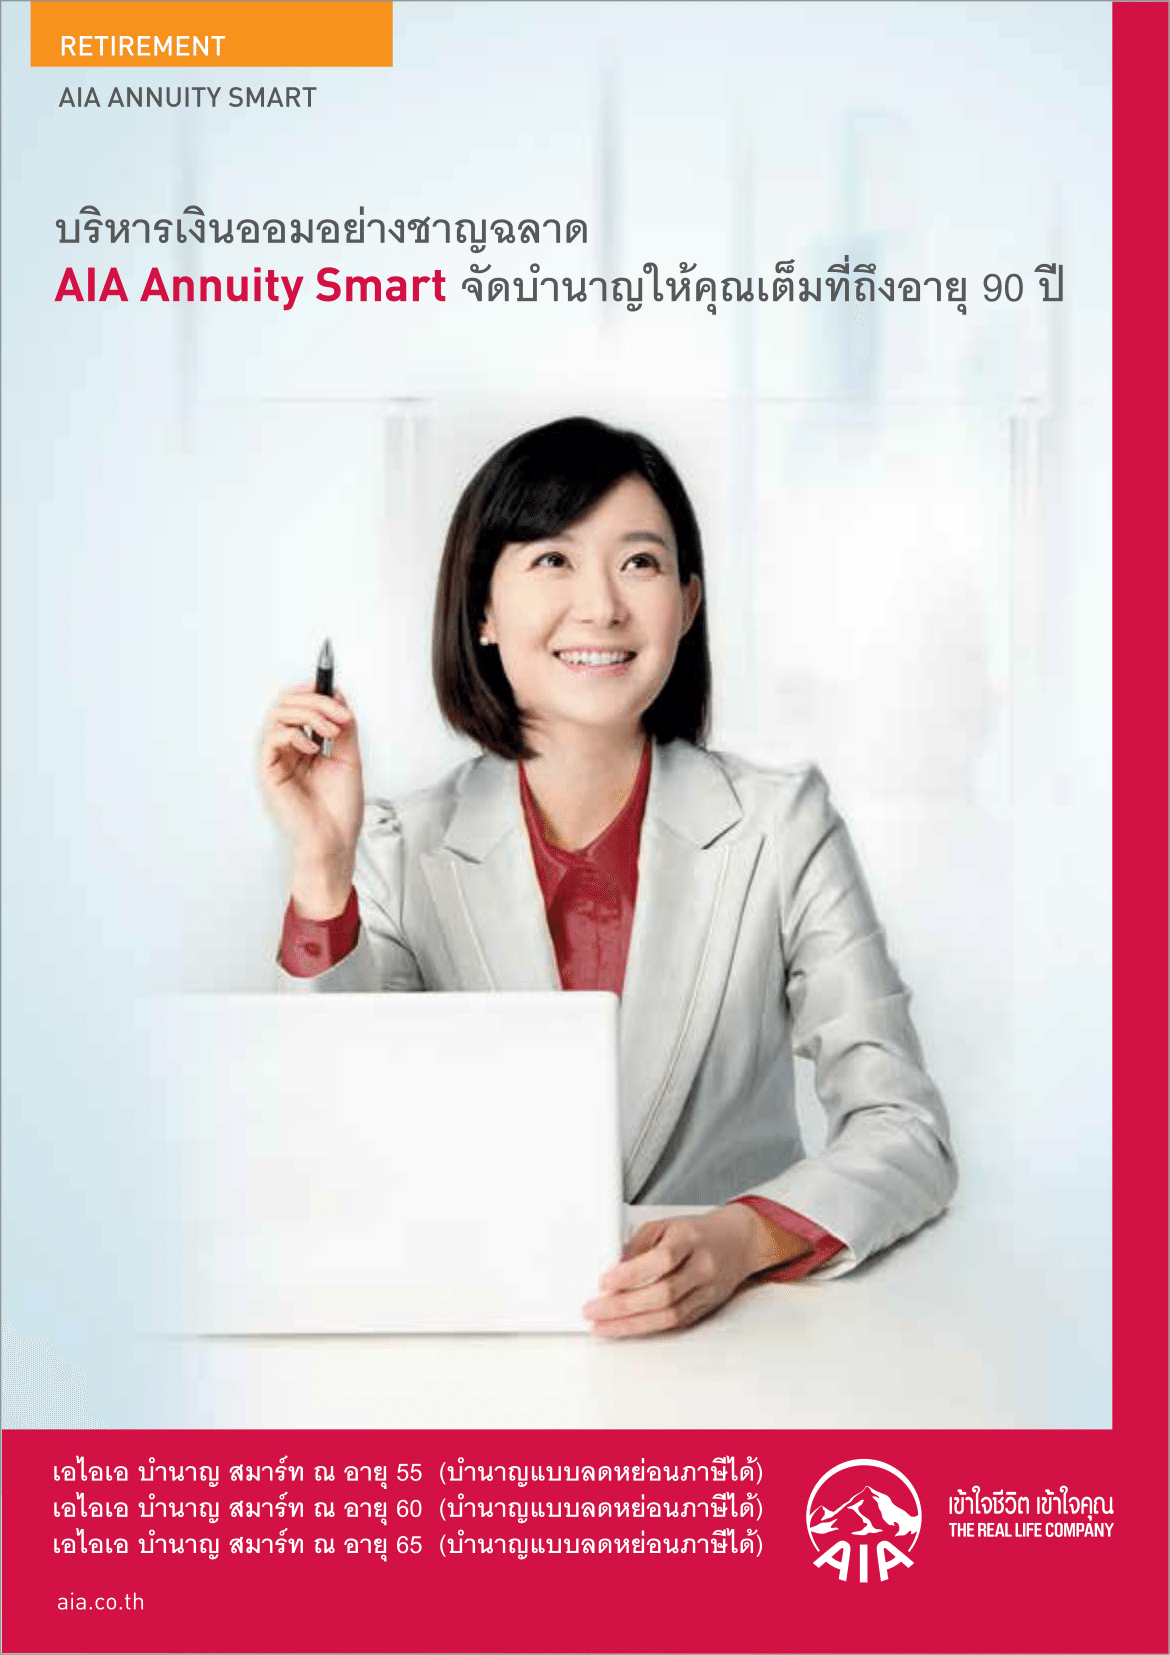 RETIREMENT
AIA ANNUITY SMART
บริหารเงินออมอย่างชาญฉลาด
AIA Annuity Smart จัดบำนาญให้คุณเต็มที่ถึงอายุ 90 ปี
เอไอเอ บำนาญ สมาร์ท ณ อายุ 55 (บำนาญแบบลดหย่อนภาษีได้)
เอไอเอ บำนาญ สมาร์ท ณ อายุ 60 (บำนาญแบบลดหย่อนภาษีได้)
เอไอเอ บำนาญ สมาร์ท ณ อายุ 65 (บำนาญแบบลดหย่อนภาษีได้)
AIA
เข้าใจชีวิต เข้าใจคุณ
THE REAL LIFE COMPANY
aia.co.th